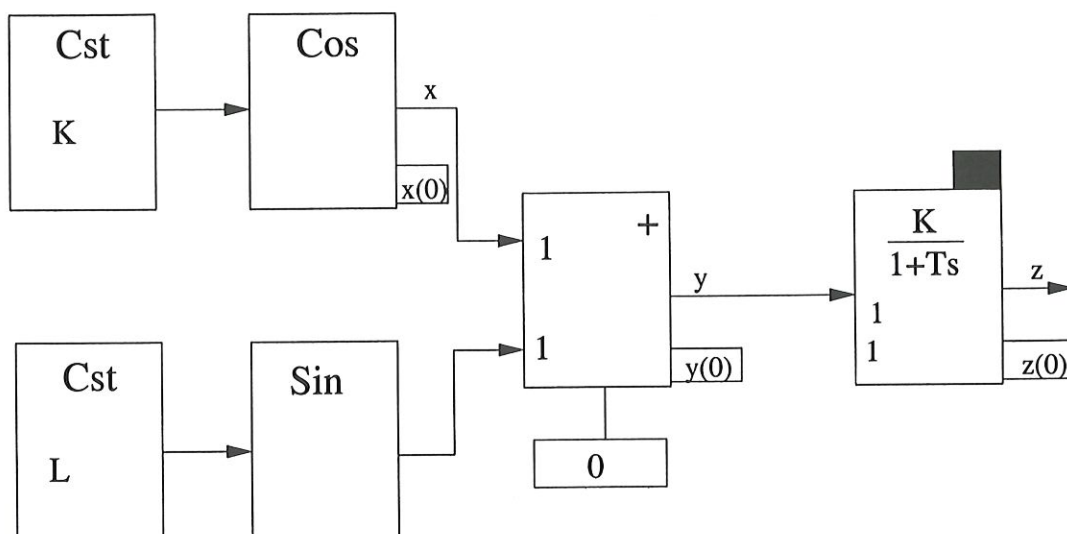 Cst
K
Cos
x
x(0)
+
1
1
y
y(0)
0
K
1+Ts
1
1
z
z(0)
Cst
L
Sin